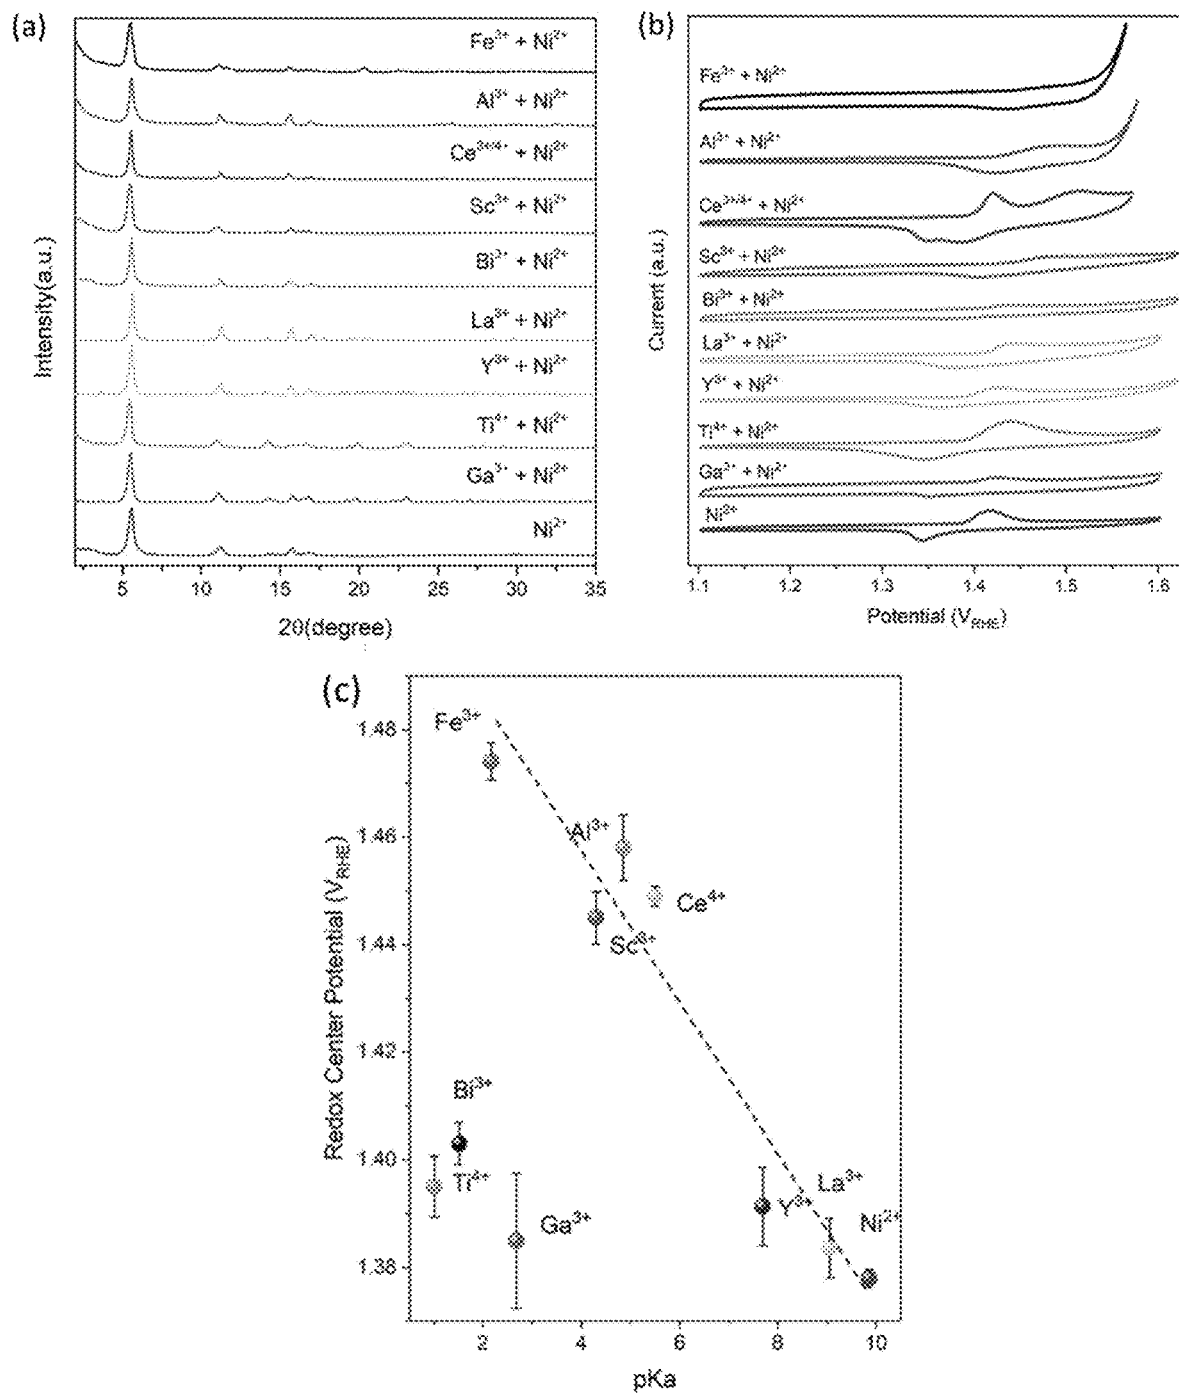 (a)
Fe³⁺ + Ni²⁺
Al³⁺ + Ni²⁺
Ce³⁺/⁴⁺ + Ni²⁺
Sc³⁺ + Ni²⁺
Bi³⁺ + Ni²⁺
La³⁺ + Ni²⁺
Y³⁺ + Ni²⁺
Ti⁴⁺ + Ni²⁺
Ga³⁺ + Ni²⁺
Ni²⁺
Intensity(a.u.)
5 10 15 20 25 30 35
2θ(degree)
(b)
Fe³⁺ + Ni²⁺
Al³⁺ + Ni²⁺
Ce³⁺/⁴⁺ + Ni²⁺
Sc³⁺ + Ni²⁺
Bi³⁺ + Ni²⁺
La³⁺ + Ni²⁺
Y³⁺ + Ni²⁺
Ti⁴⁺ + Ni²⁺
Ga³⁺ + Ni²⁺
Ni²⁺
Current (a.u.)
1.1 1.2 1.3 1.4 1.5 1.6
Potential (V_RHE)
(c)
1.48
1.46
1.44
1.42
1.40
1.38
Redox Center Potential (V_RHE)
Fe³⁺
Al³⁺
Ce⁴⁺
Sc³⁺
Bi³⁺
Ti⁴⁺
Ga³⁺
La³⁺
Y³⁺
Ni²⁺
2 4 6 8 10
pKa